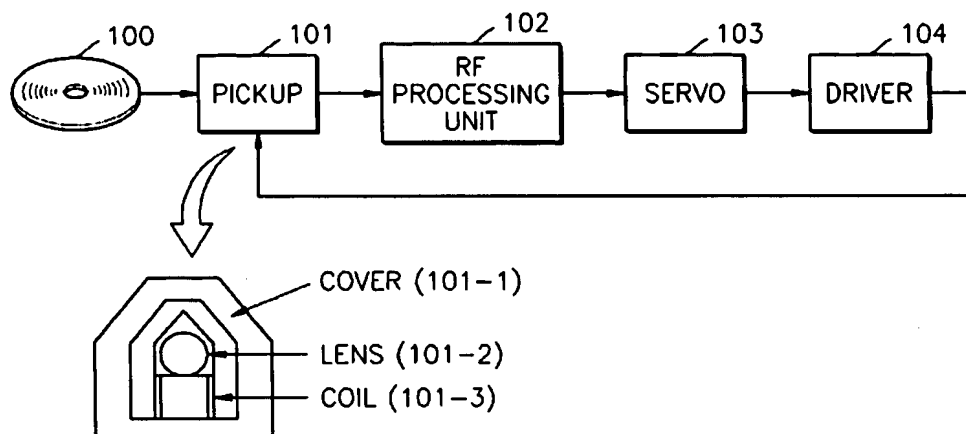 100
101
102
103
104
PICKUP
RF
PROCESSING
UNIT
SERVO
DRIVER
COVER (101-1)
LENS (101-2)
COIL (101-3)